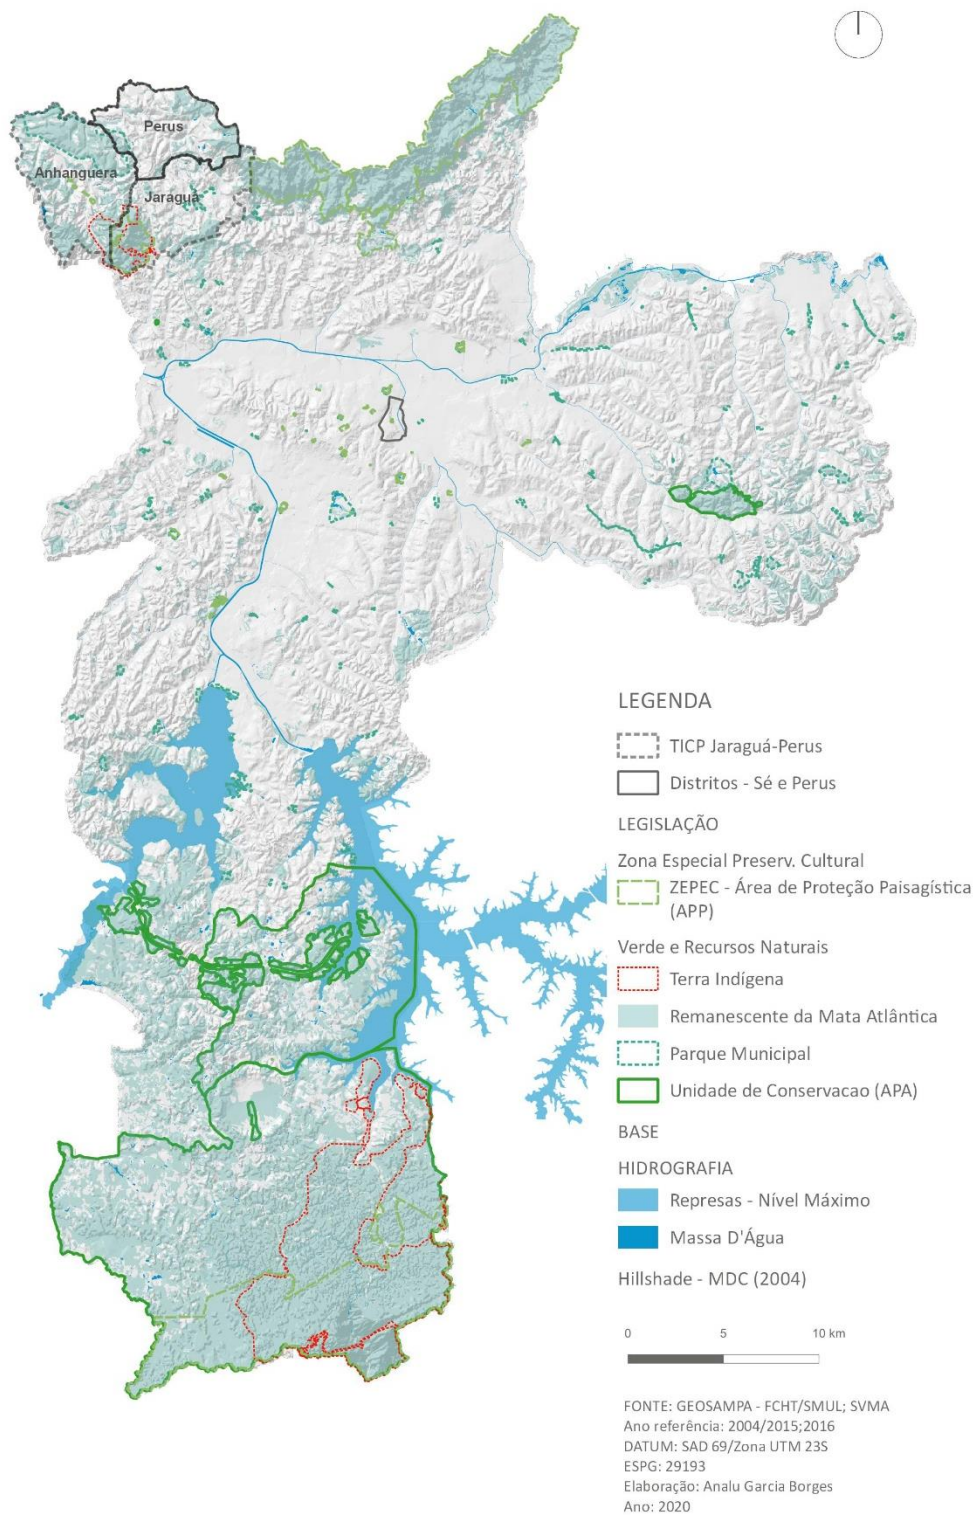 Perus
Anhanguera
Jaraguá
LEGENDA
TICP Jaraguá-Perus
Distritos - Sé e Perus
LEGISLAÇÃO
Zona Especial Preserv. Cultural
ZEPEC - Área de Proteção Paisagística
(APP)
Verde e Recursos Naturais
Terra Indígena
Remanescente da Mata Atlântica
Parque Municipal
Unidade de Conservacao (APA)
BASE
HIDROGRAFIA
Represas - Nível Máximo
Massa D'Água
Hillshade - MDC (2004)
0 5 10 km
FONTE: GEOSAMPA - FCHT/SMUL; SVMA
Ano referência: 2004/2015;2016
DATUM: SAD 69/Zona UTM 23S
ESPG: 29193
Elaboração: Analu Garcia Borges
Ano: 2020